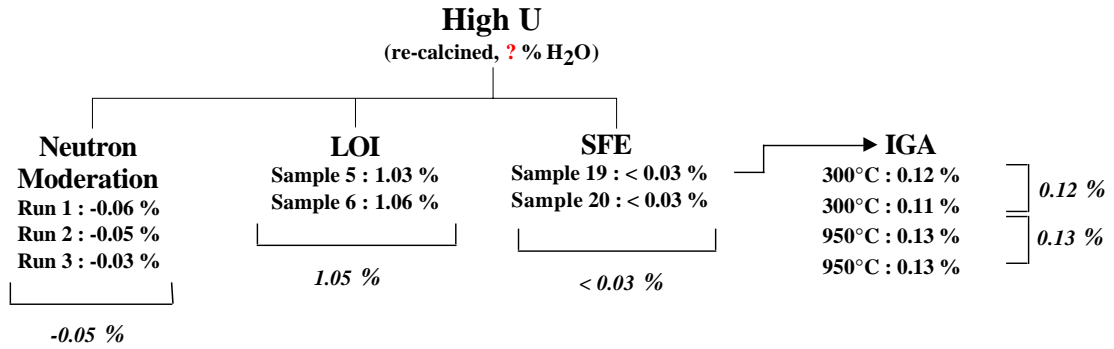 High U
(re-calcined, ? % H2O)
Neutron
Moderation
Run 1 : -0.06 %
Run 2 : -0.05 %
Run 3 : -0.03 %
-0.05 %
LOI
Sample 5 : 1.03 %
Sample 6 : 1.06 %
1.05 %
SFE
Sample 19 : < 0.03 %
Sample 20 : < 0.03 %
< 0.03 %
IGA
300°C : 0.12 %
300°C : 0.11 %
950°C : 0.13 %
950°C : 0.13 %
0.12 %
0.13 %